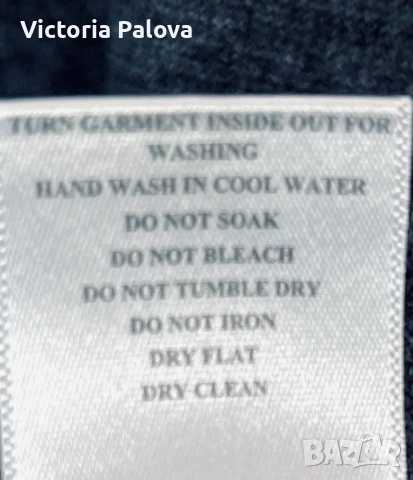 Victoria Palova
TURN GARMENT INSIDE OUT FOR
WASHING
HAND WASH IN COOL WATER
DO NOT SOAK
DO NOT BLEACH
DO NOT TUMBLE DRY
DO NOT IRON
DRY FLAT
DRY CLEAN
bazar